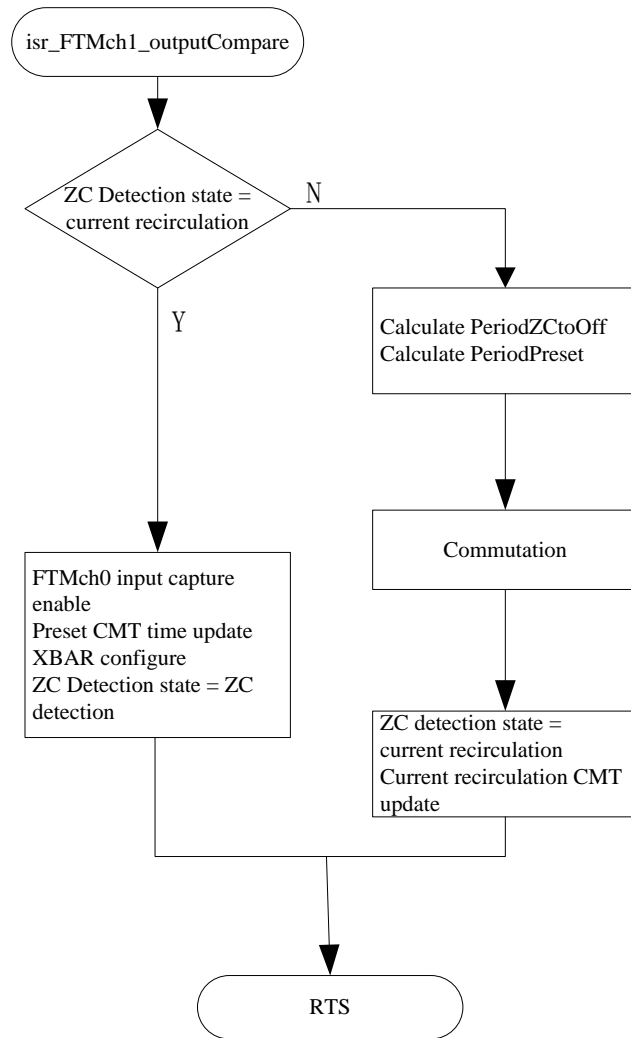 isr_FTMch1_outputCompare
ZC Detection state =
current recirculation
N
Y
Calculate PeriodZCtoOff
Calculate PeriodPreset
Commutation
FTMch0 input capture
enable
Preset CMT time update
XBAR configure
ZC Detection state = ZC
detection
ZC detection state =
current recirculation
Current recirculation CMT
update
RTS